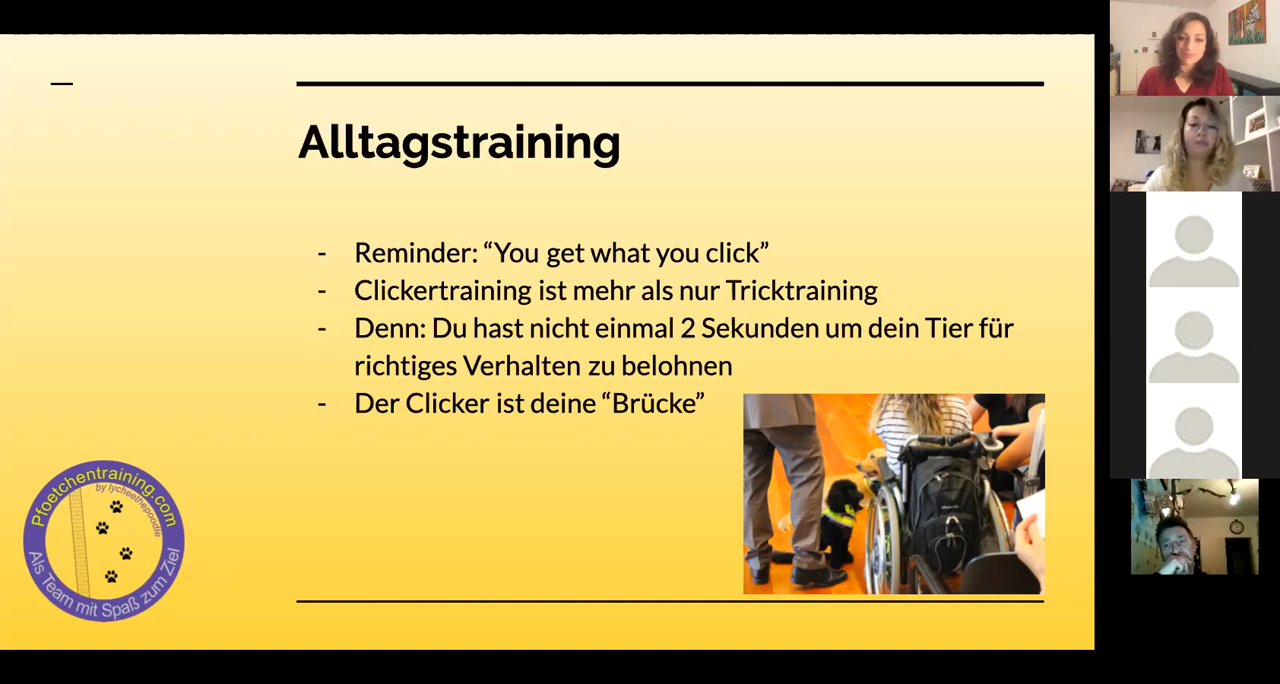 Alltagstraining
- Reminder: “You get what you click”
- Clickertraining ist mehr als nur Tricktraining
- Denn: Du hast nicht einmal 2 Sekunden um dein Tier für
richtiges Verhalten zu belohnen
- Der Clicker ist deine “Brücke”
Pfoetchentraining.com
by lycheethepoodle
Als Team mit Spaß zum Ziel